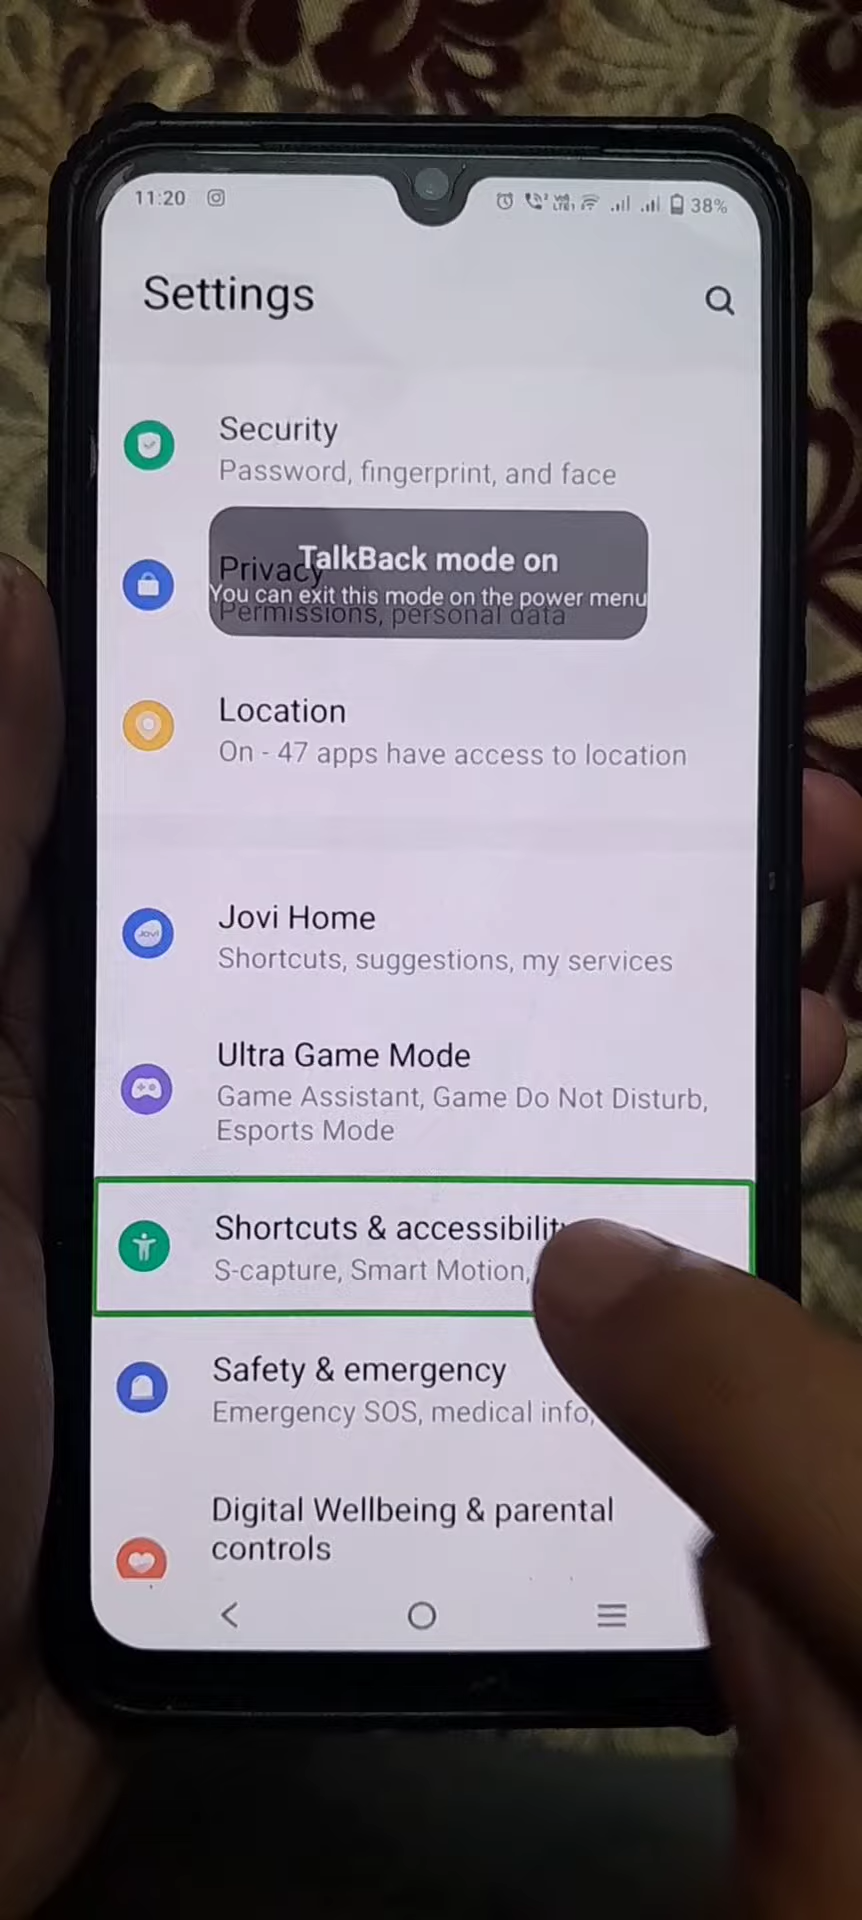 11:20
38%
Settings
Security
Password, fingerprint, and face
TalkBack mode on
Privacy
You can exit this mode on the power menu
Permissions, personal data
Location
On - 47 apps have access to location
Jovi Home
Shortcuts, suggestions, my services
Ultra Game Mode
Game Assistant, Game Do Not Disturb,
Esports Mode
Shortcuts & accessibility
S-capture, Smart Motion,
Safety & emergency
Emergency SOS, medical info,
Digital Wellbeing & parental
controls